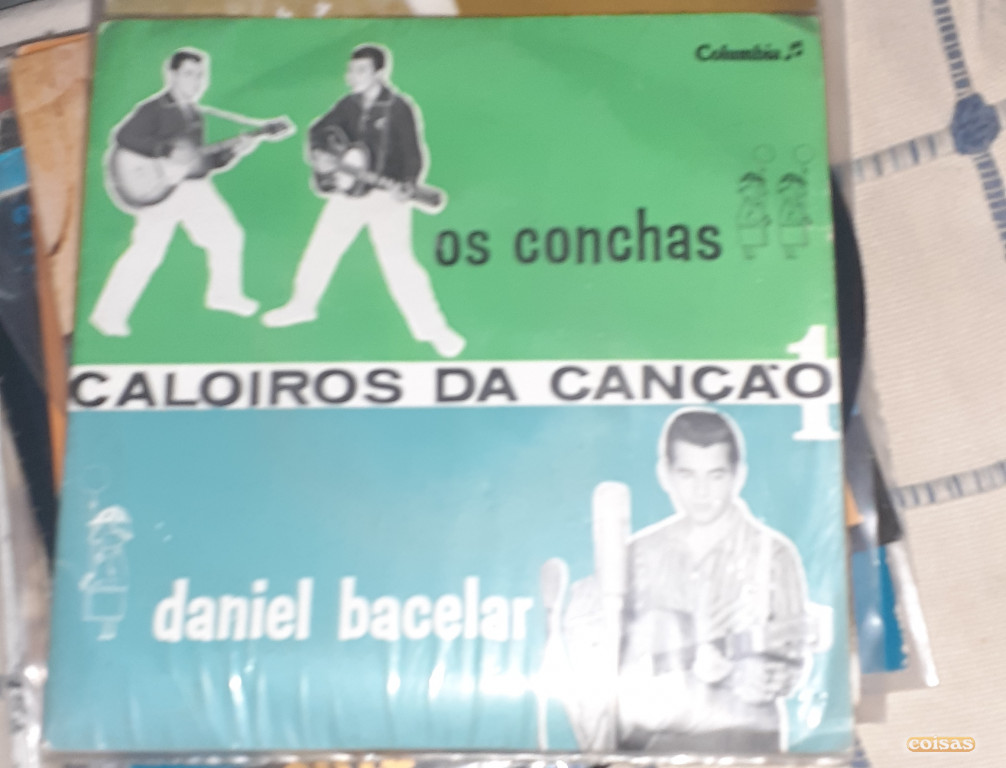 Columbia
os conchas
CALOIROS DA CANÇÃO 1
daniel bacelar
coisas